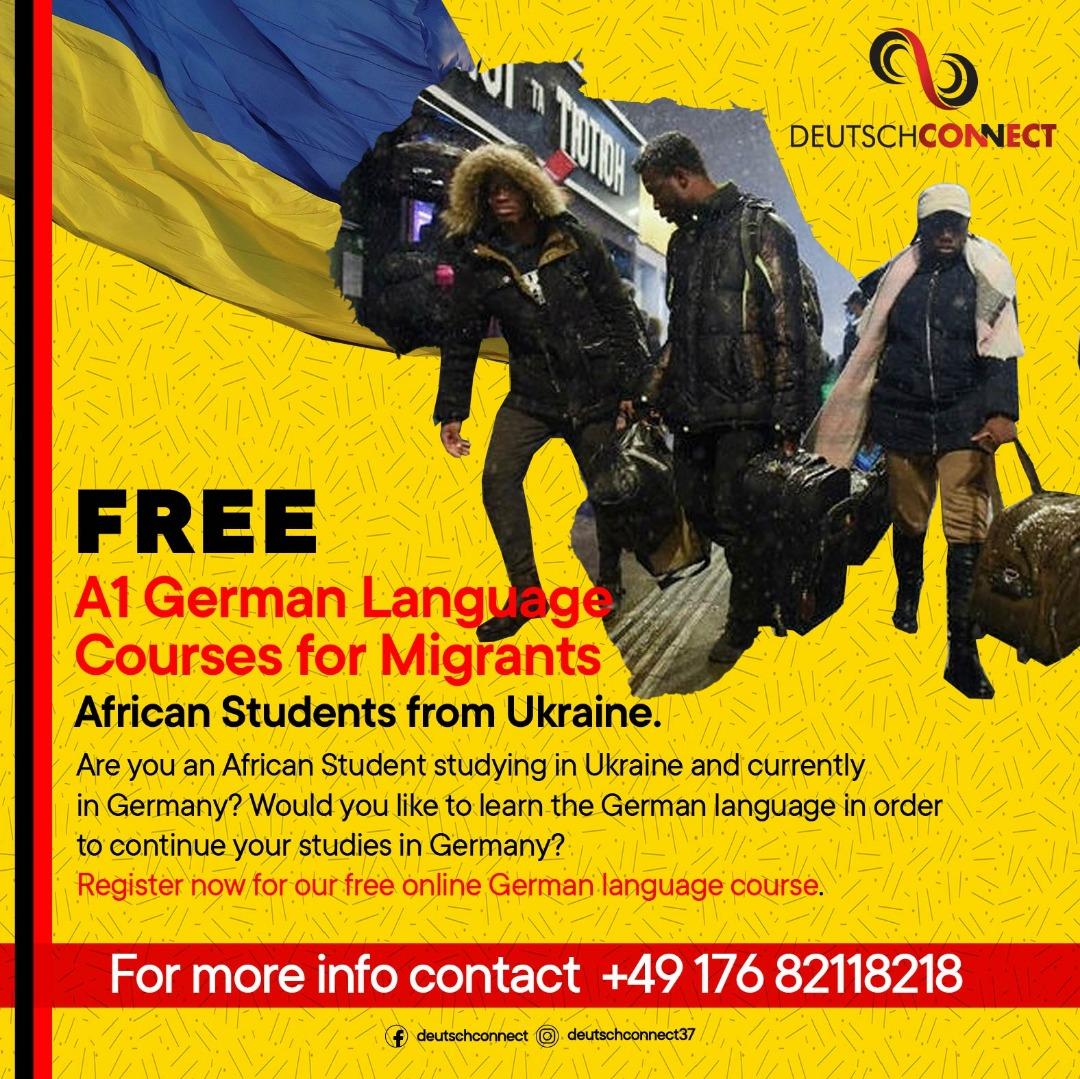 DEUTSCHCONNECT
ТА
ТЮТЮН
FREE
A1 German Language
Courses for Migrants
African Students from Ukraine.
Are you an African Student studying in Ukraine and currently
in Germany? Would you like to learn the German language in order
to continue your studies in Germany?
Register now for our free online German language course.
For more info contact +49 176 82118218
deutschconnect deutschconnect37